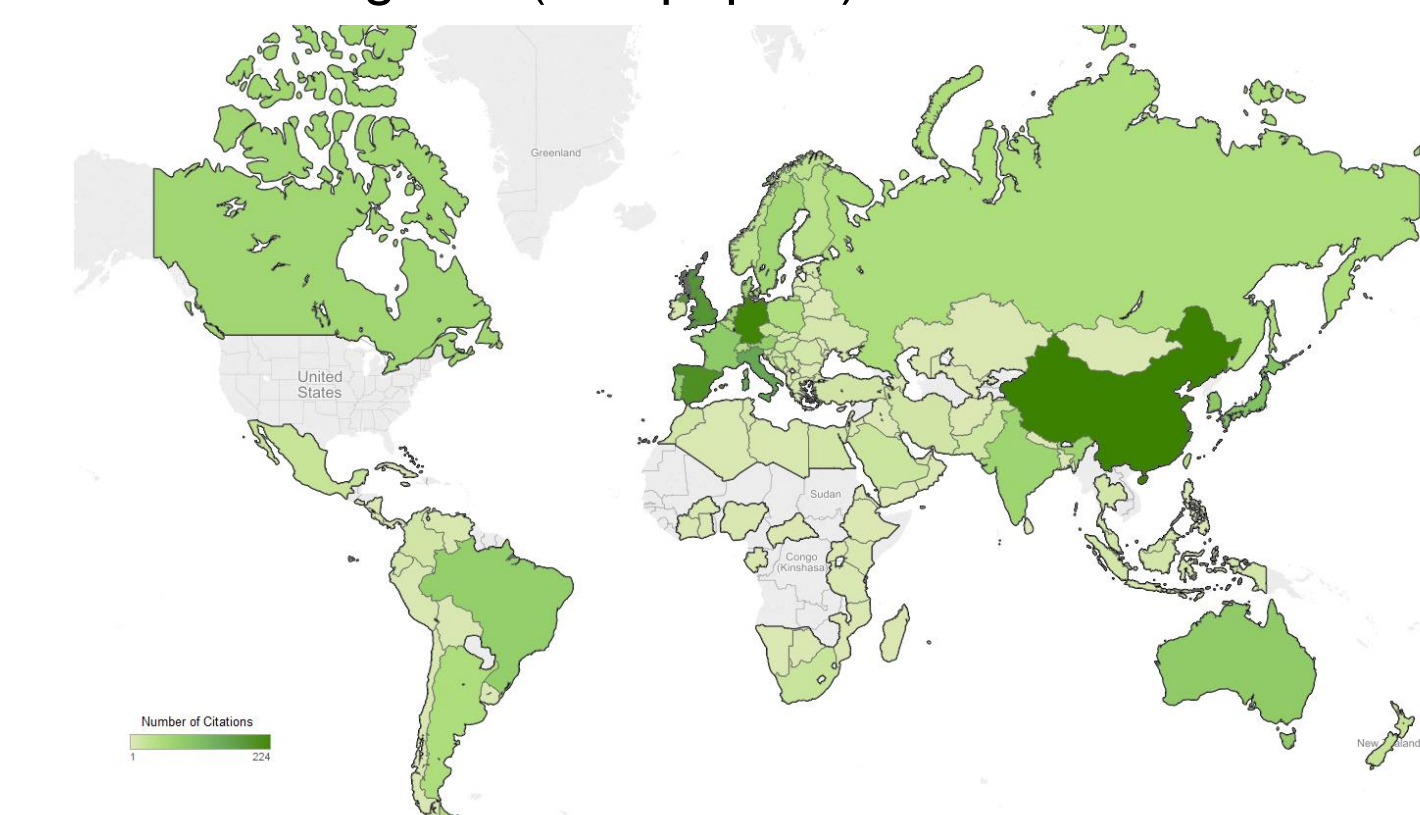 Greenland
United
States
Sudan
Congo
(Kinshasa)
Number of Citations
1
224